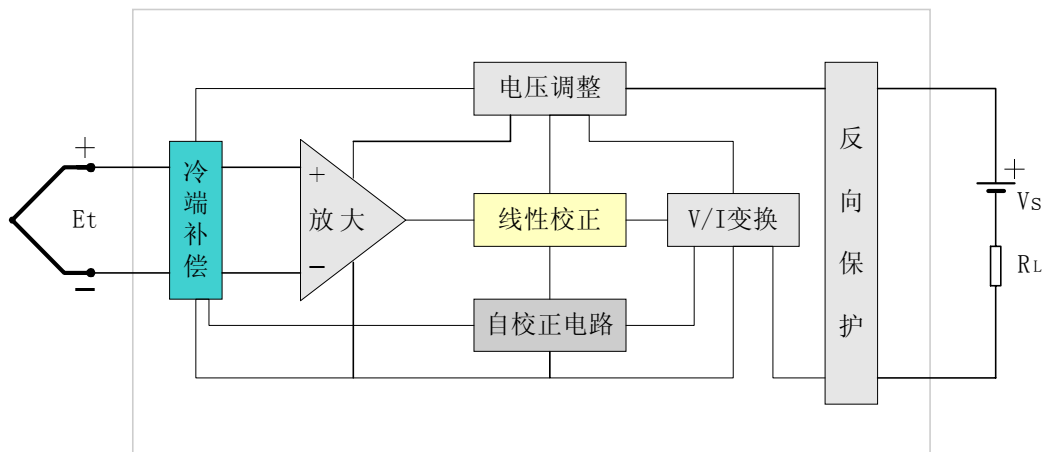 电压调整
+
Et
−
冷端补偿
+
放大
−
线性校正
V/I变换
自校正电路
反向保护
+
Vs
RL